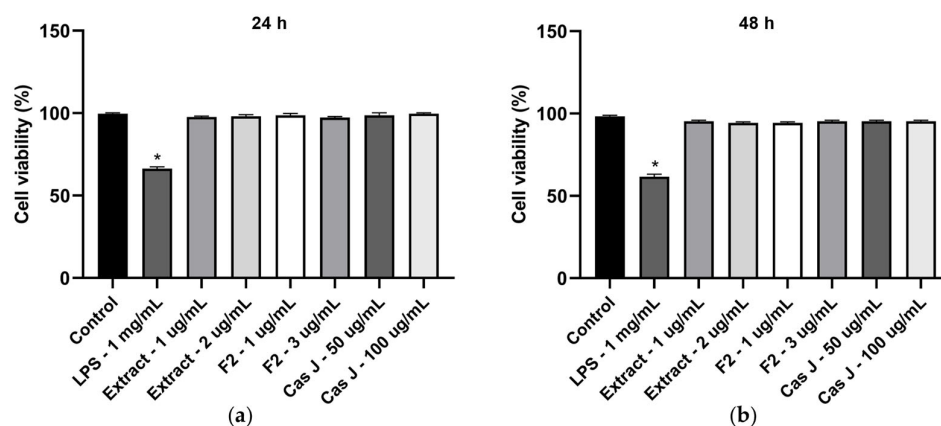 24 h
Cell viability (%)
150
100
50
0
*
Control
LPS - 1 mg/mL
Extract - 1 ug/mL
Extract - 2 ug/mL
F2 - 1 ug/mL
F2 - 3 ug/mL
Cas J - 50 ug/mL
Cas J - 100 ug/mL
(a)
48 h
Cell viability (%)
150
100
50
0
*
Control
LPS - 1 mg/mL
Extract - 1 ug/mL
Extract - 2 ug/mL
F2 - 1 ug/mL
F2 - 3 ug/mL
Cas J - 50 ug/mL
Cas J - 100 ug/mL
(b)